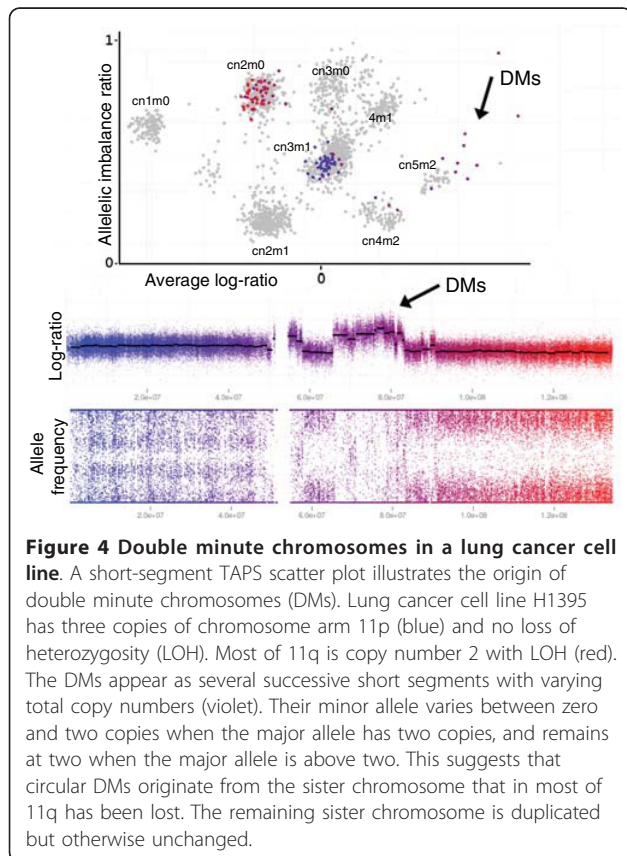 1
DMs
cn2m0
cn3m0
cn1m0
4m1
cn3m1
cn5m2
cn2m1
cn4m2
Allelelic imbalance ratio
0
Average log-ratio
0
DMs
Log-ratio
2.0e+07
4.0e+07
6.0e+07
8.0e+07
1.0e+08
1.2e+08
Allele
frequency
2.0e+07
4.0e+07
6.0e+07
8.0e+07
1.0e+08
1.2e+08
Figure 4 Double minute chromosomes in a lung cancer cell
line. A short-segment TAPS scatter plot illustrates the origin of
double minute chromosomes (DMs). Lung cancer cell line H1395
has three copies of chromosome arm 11p (blue) and no loss of
heterozygosity (LOH). Most of 11q is copy number 2 with LOH (red).
The DMs appear as several successive short segments with varying
total copy numbers (violet). Their minor allele varies between zero
and two copies when the major allele has two copies, and remains
at two when the major allele is above two. This suggests that
circular DMs originate from the sister chromosome that in most of
11q has been lost. The remaining sister chromosome is duplicated
but otherwise unchanged.